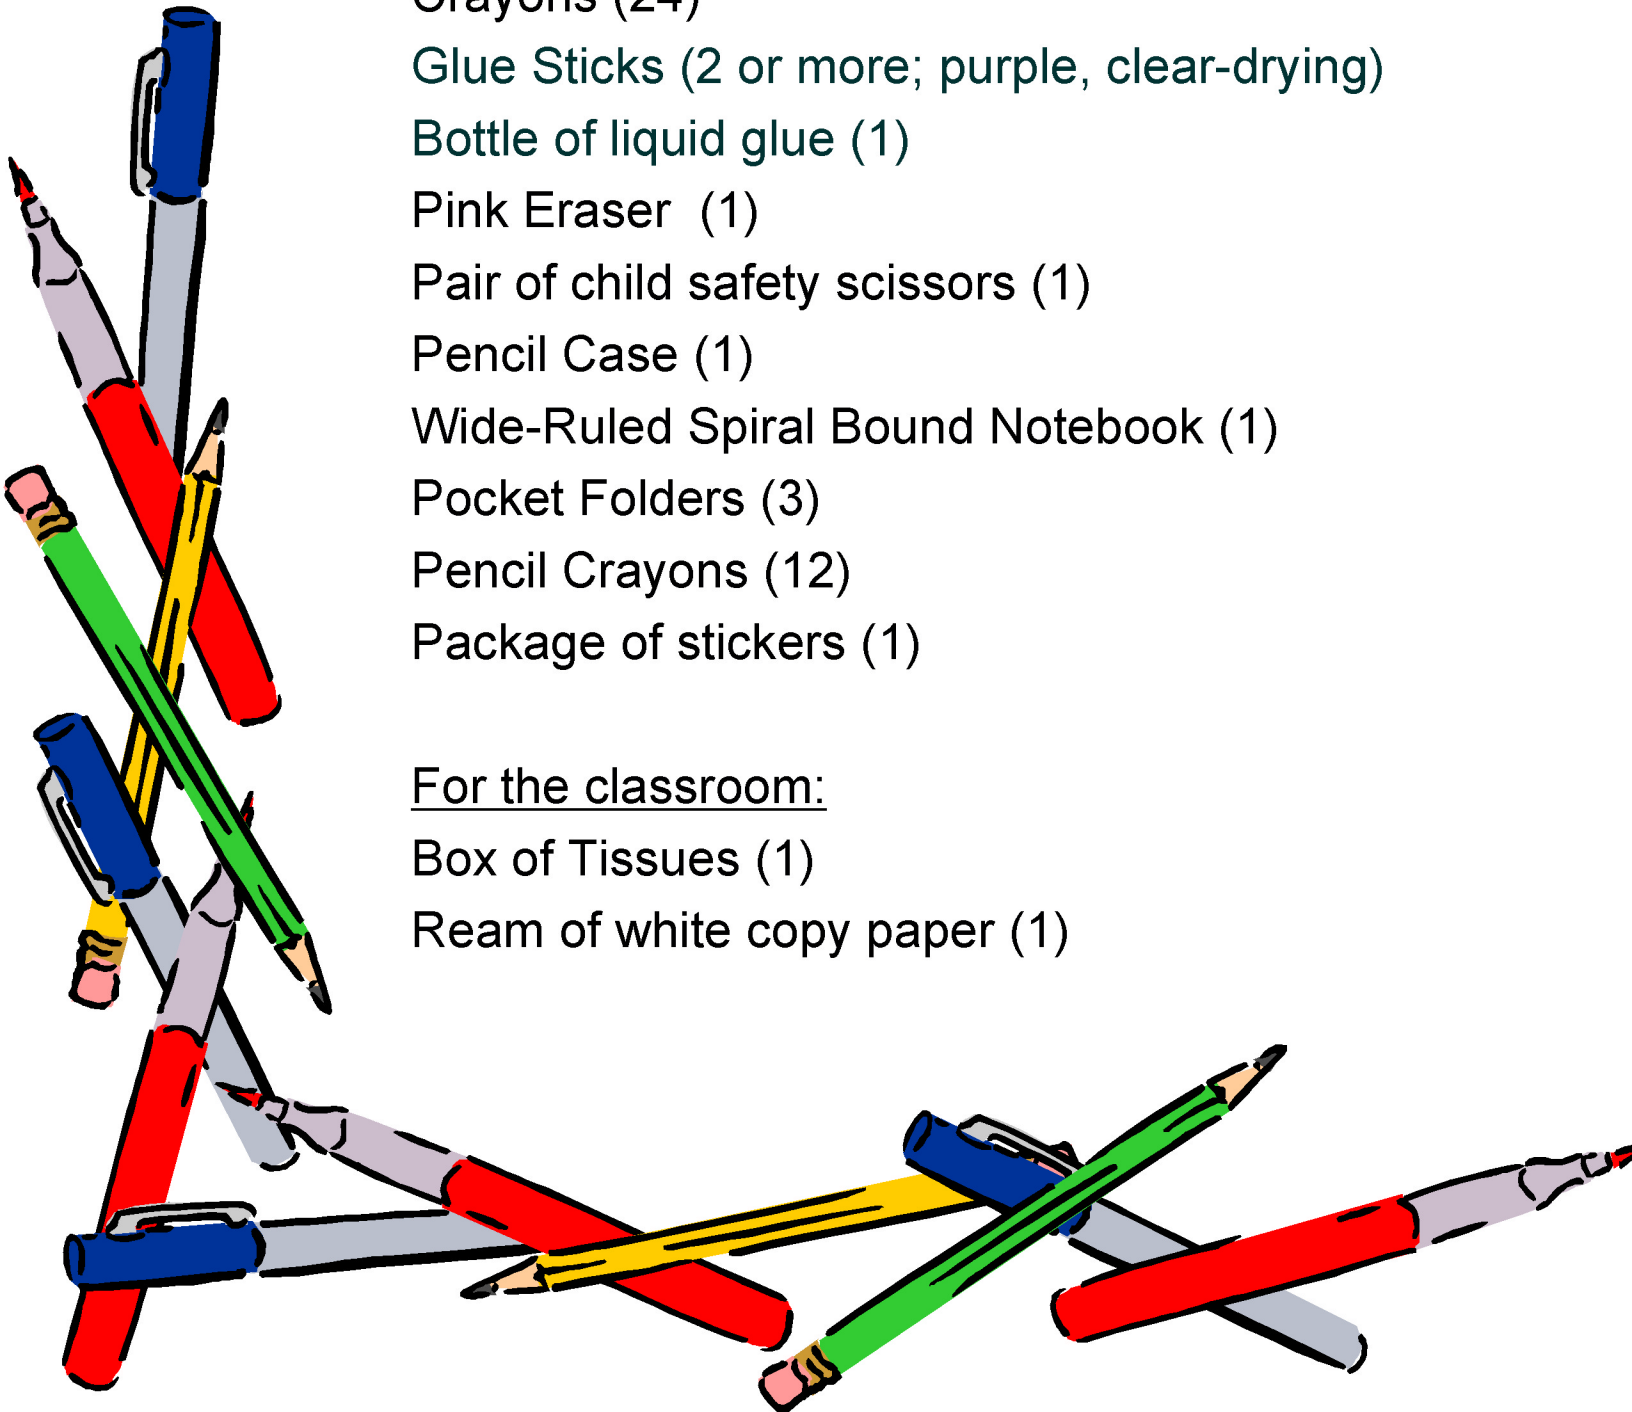 Crayons (24)
Glue Sticks (2 or more; purple, clear-drying)
Bottle of liquid glue (1)
Pink Eraser  (1)
Pair of child safety scissors (1)
Pencil Case (1)
Wide-Ruled Spiral Bound Notebook (1)
Pocket Folders (3)
Pencil Crayons (12)
Package of stickers (1)
For the classroom:
Box of Tissues (1)
Ream of white copy paper (1)